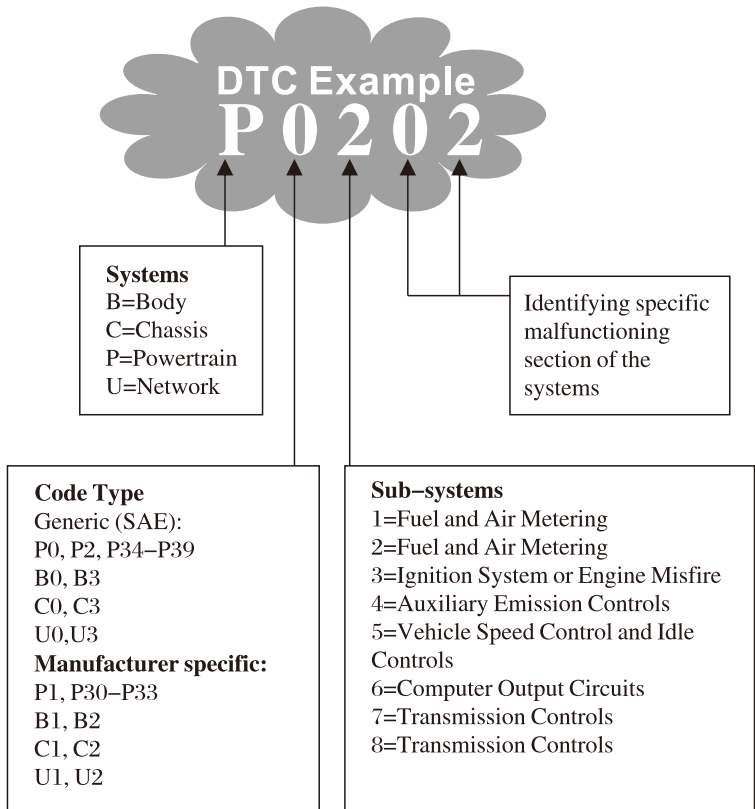 DTC Example
P0202
Systems
B=Body
C=Chassis
P=Powertrain
U=Network
Identifying specific
malfunctioning
section of the
systems
Code Type
Generic (SAE):
P0, P2, P34–P39
B0, B3
C0, C3
U0,U3
Manufacturer specific:
P1, P30–P33
B1, B2
C1, C2
U1, U2
Sub–systems
1=Fuel and Air Metering
2=Fuel and Air Metering
3=Ignition System or Engine Misfire
4=Auxiliary Emission Controls
5=Vehicle Speed Control and Idle
Controls
6=Computer Output Circuits
7=Transmission Controls
8=Transmission Controls